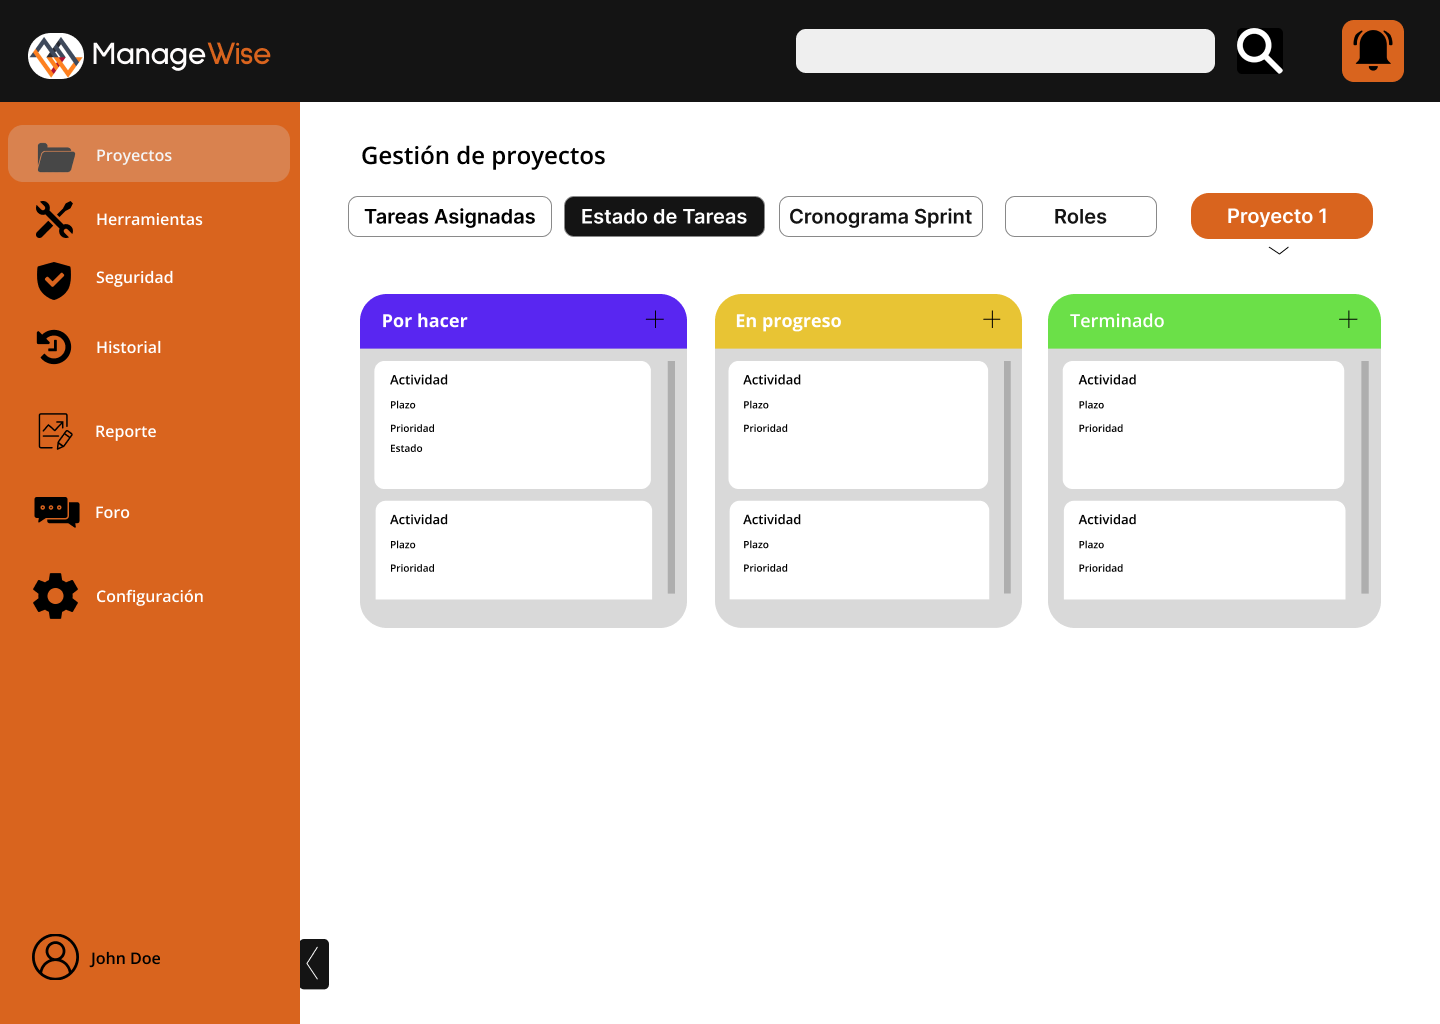 ManageWise
Proyectos
Herramientas
Seguridad
Historial
Reporte
Foro
Configuración
John Doe
Gestión de proyectos
Tareas Asignadas
Estado de Tareas
Cronograma Sprint
Roles
Proyecto 1
Por hacer
Actividad
Plazo
Prioridad
Estado
Actividad
Plazo
Prioridad
En progreso
Actividad
Plazo
Prioridad
Actividad
Plazo
Prioridad
Terminado
Actividad
Plazo
Prioridad
Actividad
Plazo
Prioridad